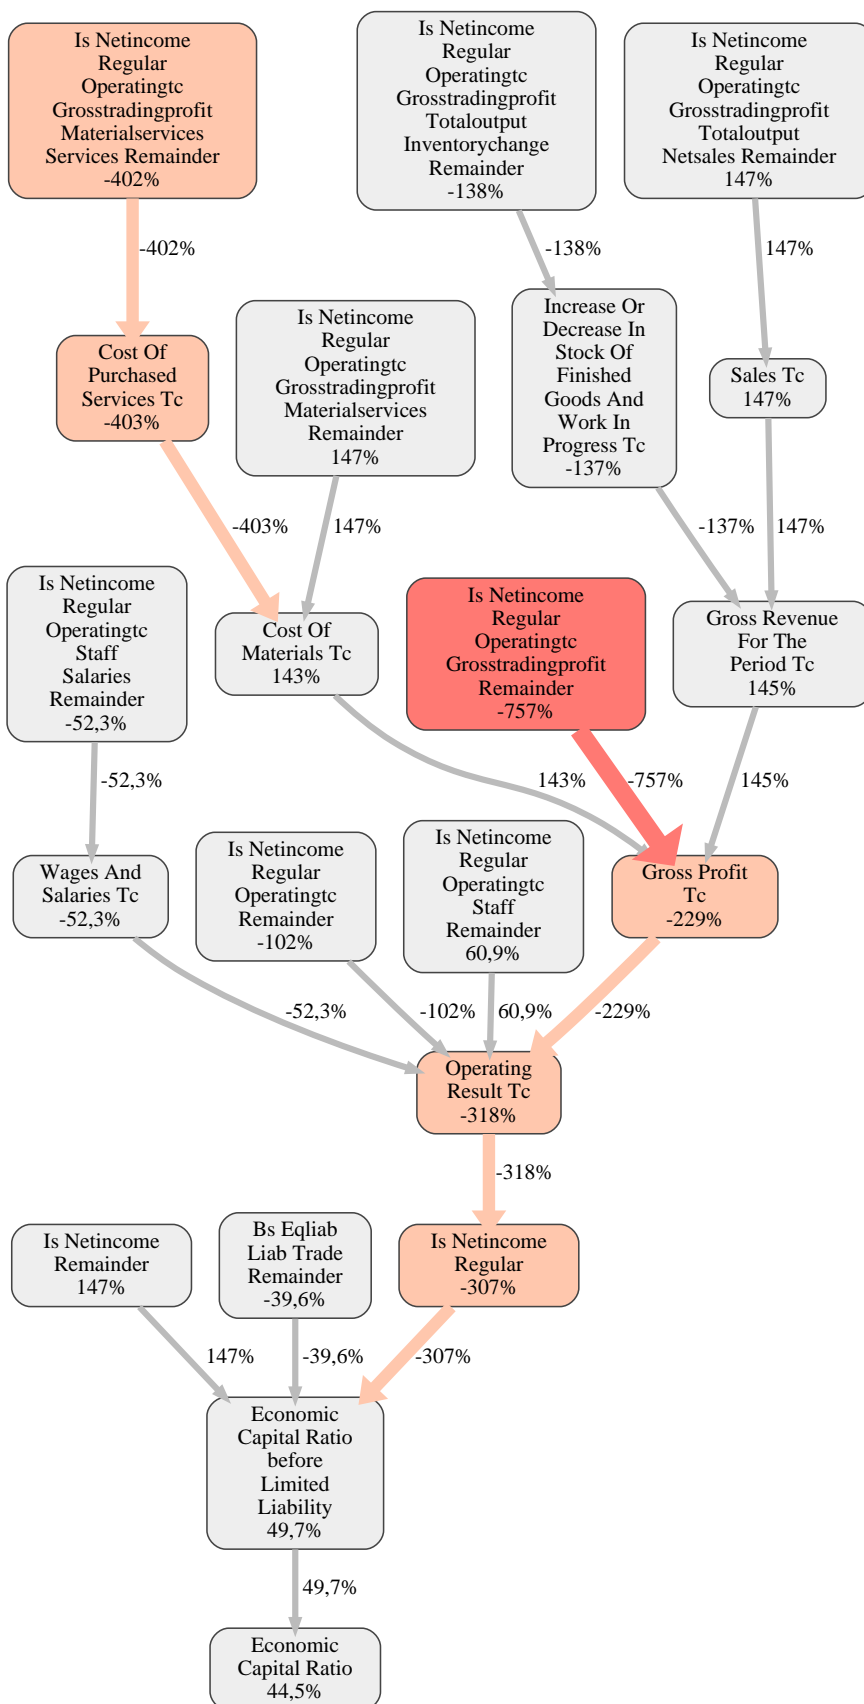 Is Netincome
Regular
Operatingtc
Grosstradingprofit
Materialservices
Services Remainder
-402%
Is Netincome
Regular
Operatingtc
Grosstradingprofit
Totaloutput
Inventorychange
Remainder
-138%
Is Netincome
Regular
Operatingtc
Grosstradingprofit
Totaloutput
Netsales Remainder
147%
-402%
-138%
147%
Cost Of
Purchased
Services Tc
-403%
Is Netincome
Regular
Operatingtc
Grosstradingprofit
Materialservices
Remainder
147%
Increase Or
Decrease In
Stock Of
Finished
Goods And
Work In
Progress Tc
-137%
Sales Tc
147%
-403%
147%
-137%
147%
Is Netincome
Regular
Operatingtc
Staff
Salaries
Remainder
-52,3%
Cost Of
Materials Tc
143%
Is Netincome
Regular
Operatingtc
Grosstradingprofit
Remainder
-757%
Gross Revenue
For The
Period Tc
145%
-52,3%
143%
-757%
145%
Wages And
Salaries Tc
-52,3%
Is Netincome
Regular
Operatingtc
Remainder
-102%
Is Netincome
Regular
Operatingtc
Staff
Remainder
60,9%
Gross Profit
Tc
-229%
-52,3%
-102%
60,9%
-229%
Operating
Result Tc
-318%
-318%
Is Netincome
Remainder
147%
Bs Eqliab
Liab Trade
Remainder
-39,6%
Is Netincome
Regular
-307%
147%
-39,6%
-307%
Economic
Capital Ratio
before
Limited
Liability
49,7%
49,7%
Economic
Capital Ratio
44,5%